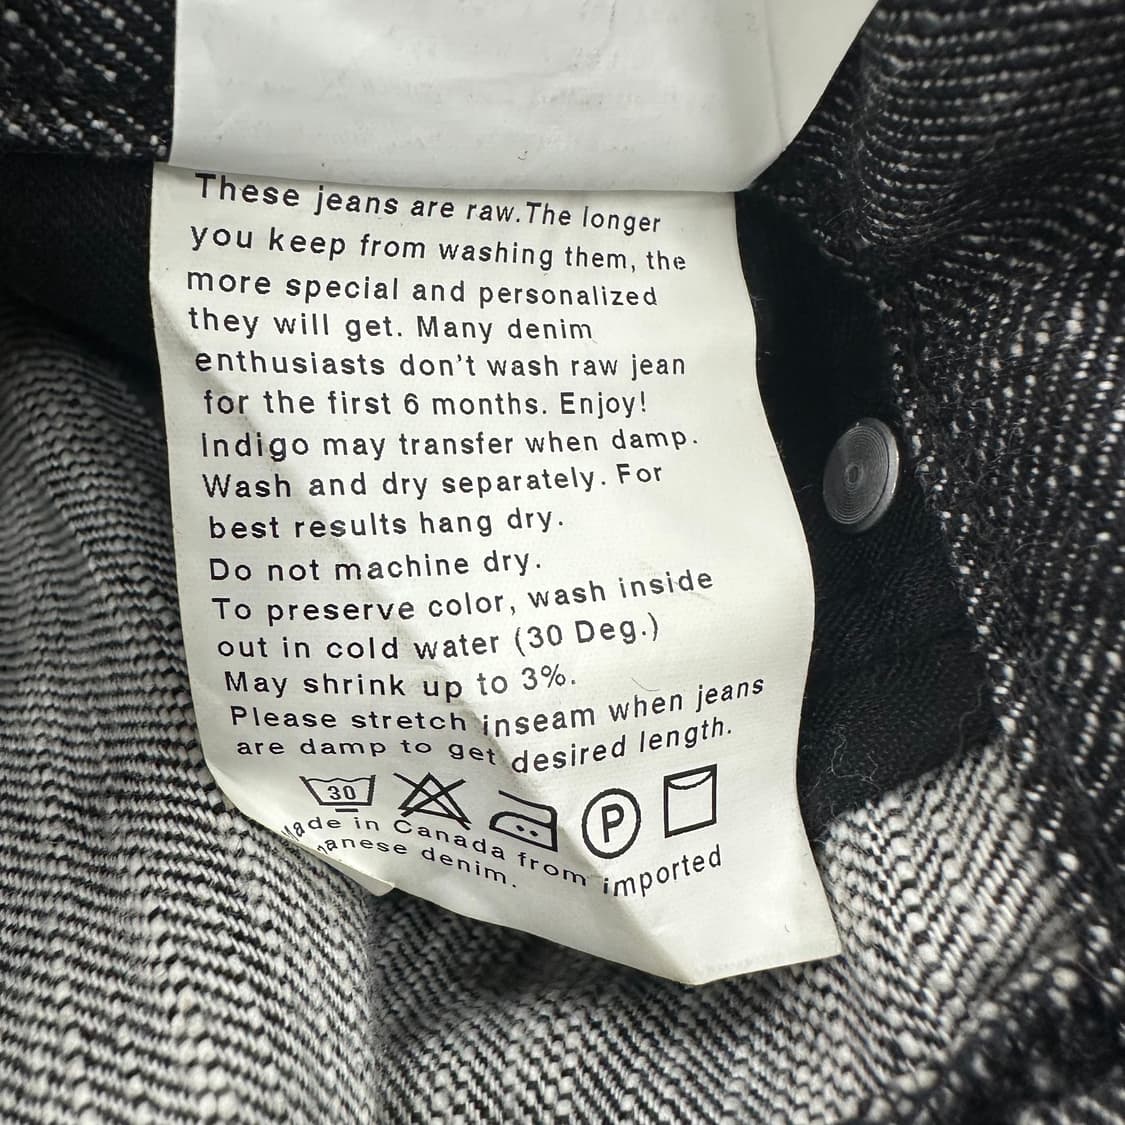 These jeans are raw.The longer
you keep from washing them, the
more special and personalized
they will get. Many denim
enthusiasts don't wash raw jean
for the first 6 months. Enjoy!
Indigo may transfer when damp.
Wash and dry separately. For
best results hang dry.
Do not machine dry.
To preserve color, wash inside
out in cold water (30 Deg.)
May shrink up to 3%.
Please stretch inseam when jeans
are damp to get desired length.
30 P
Made in Canada from imported
denim.